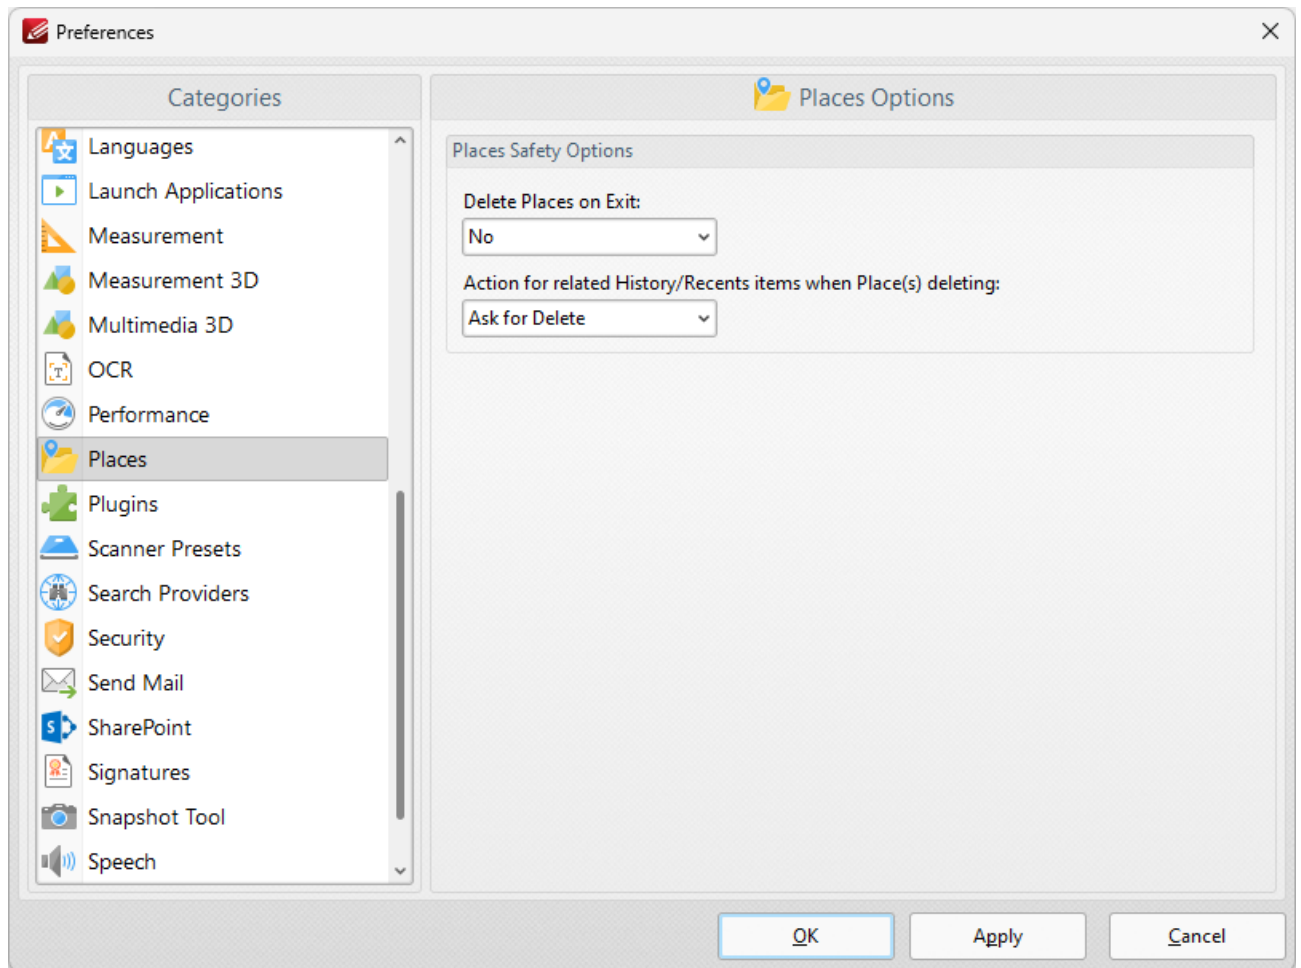 Preferences
Categories
Languages
Launch Applications
Measurement
Measurement 3D
Multimedia 3D
OCR
Performance
Places
Plugins
Scanner Presets
Search Providers
Security
Send Mail
SharePoint
Signatures
Snapshot Tool
Speech
Places Options
Places Safety Options
Delete Places on Exit:
No
Action for related History/Recents items when Place(s) deleting:
Ask for Delete
OK
Apply
Cancel